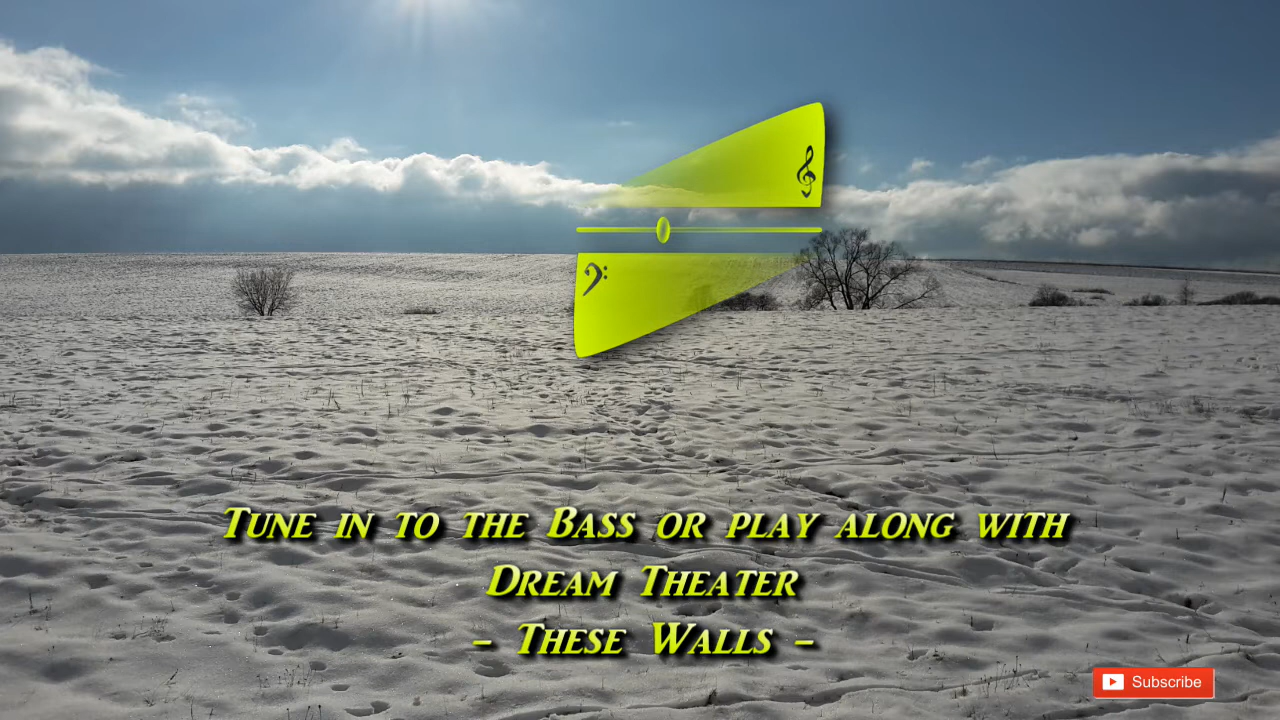 Tune in to the Bass or play along with
Dream Theater
- These Walls -
Subscribe